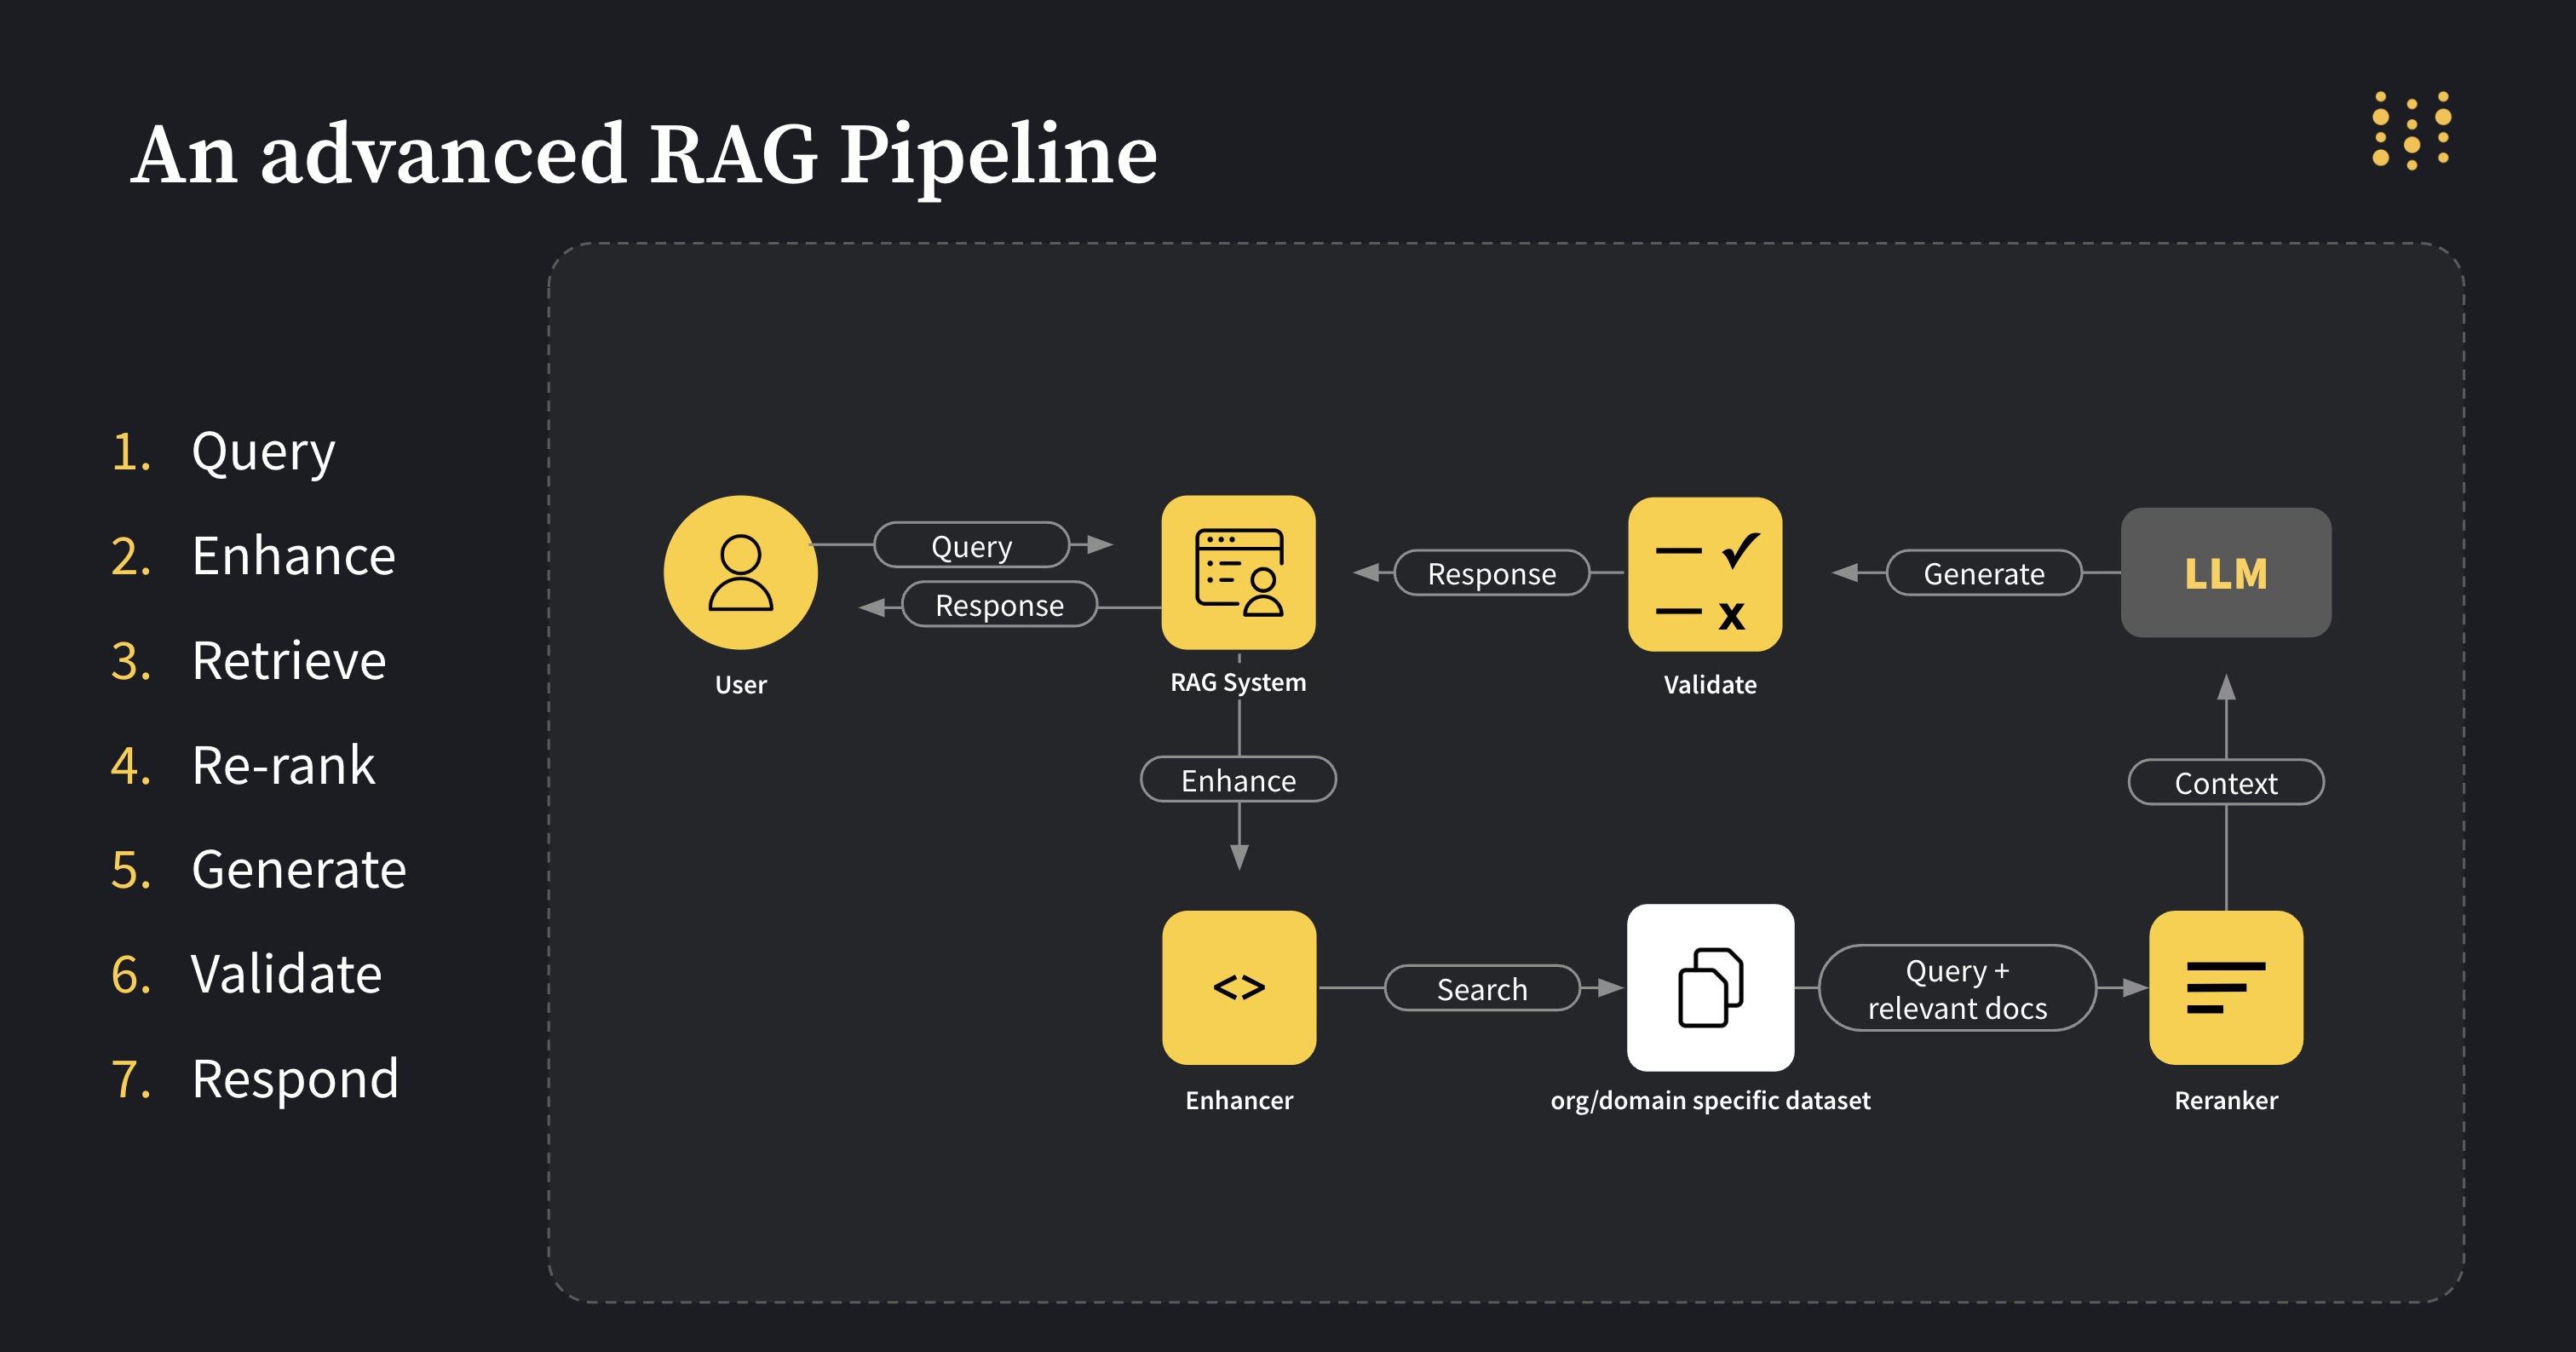 An advanced RAG Pipeline
1. Query
2. Enhance
3. Retrieve
4. Re-rank
5. Generate
6. Validate
7. Respond
Query
Response
Response
Generate
LLM
User
RAG System
Validate
Enhance
Context
<>
Search
Query +
relevant docs
Enhancer
org/domain specific dataset
Reranker